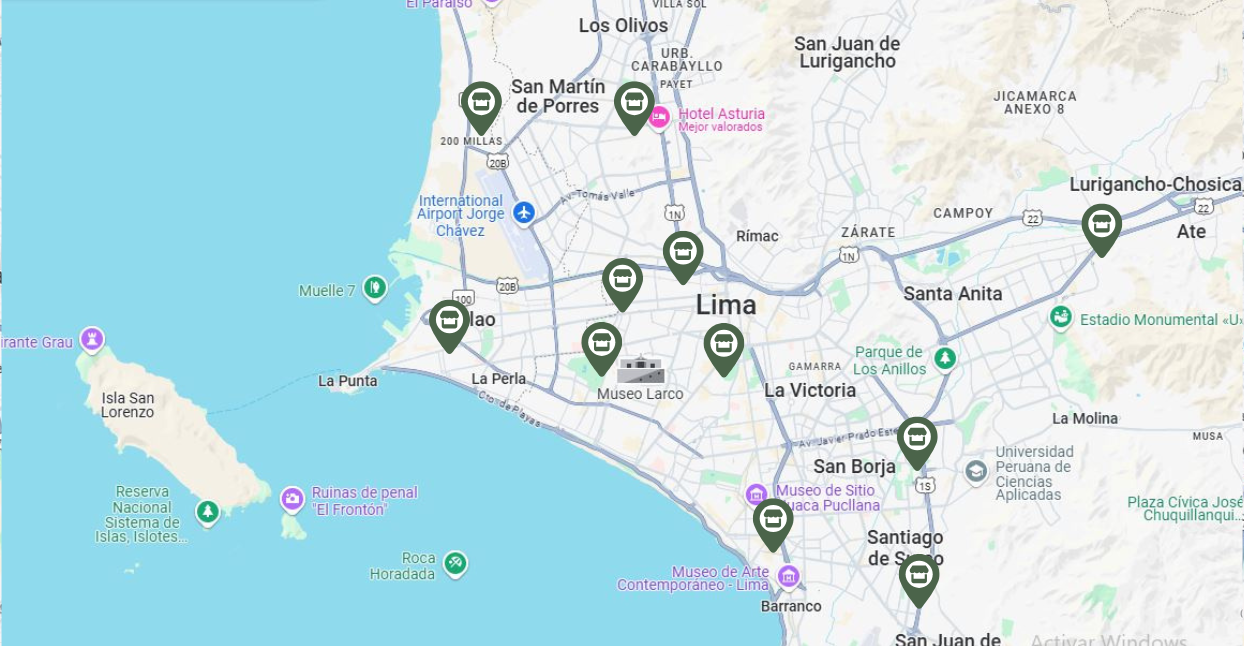 El Paraíso
VILLA SOL
Los Olivos
URB.
CARABAYLLO
PAYET
San Juan de
Lurigancho
San Martín
de Porres
JICAMARCA
ANEXO 8
Hotel Asturia
Mejor valorados
200 MILLAS
20B
Av. Tomás Valle
Lurigancho-Chosica
International
Airport Jorge
Chávez
1N
CAMPOY
22
22
Ate
Rímac
ZÁRATE
1N
Muelle 7
20B
100
Lima
Santa Anita
lao
Estadio Monumental «U»
irante Grau
Parque de
Los Anillos
La Punta
La Perla
Museo Larco
GAMARRA
La Victoria
Isla San
Lorenzo
Cto. de Playas
La Molina
MUSA
Av. Javier Prado Este
San Borja
Universidad
Peruana de
Ciencias
Aplicadas
1S
Reserva
Nacional
Sistema de
Islas, Islotes...
Ruinas de penal
"El Frontón"
Museo de Sitio
uaca Pucllana
Plaza Cívica José
Chuquillanqui...
Santiago
de S o
Roca
Horadada
Museo de Arte
Contemporáneo - Lima
Barranco
San Juan de
Activar Windows